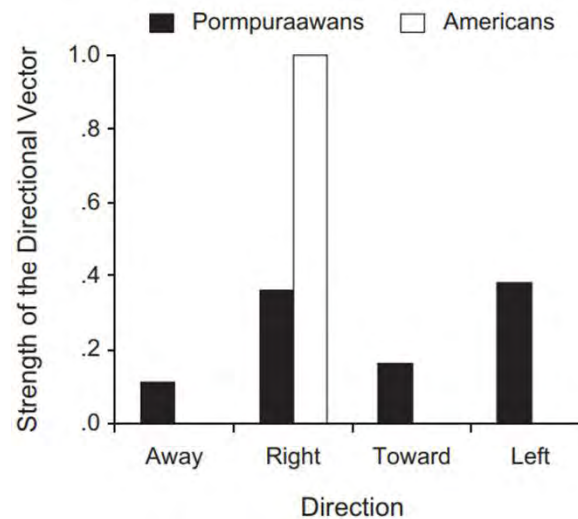 Pormpuraawans Americans
Strength of the Directional Vector
1.0
.8
.6
.4
.2
.0
Away Right Toward Left
Direction